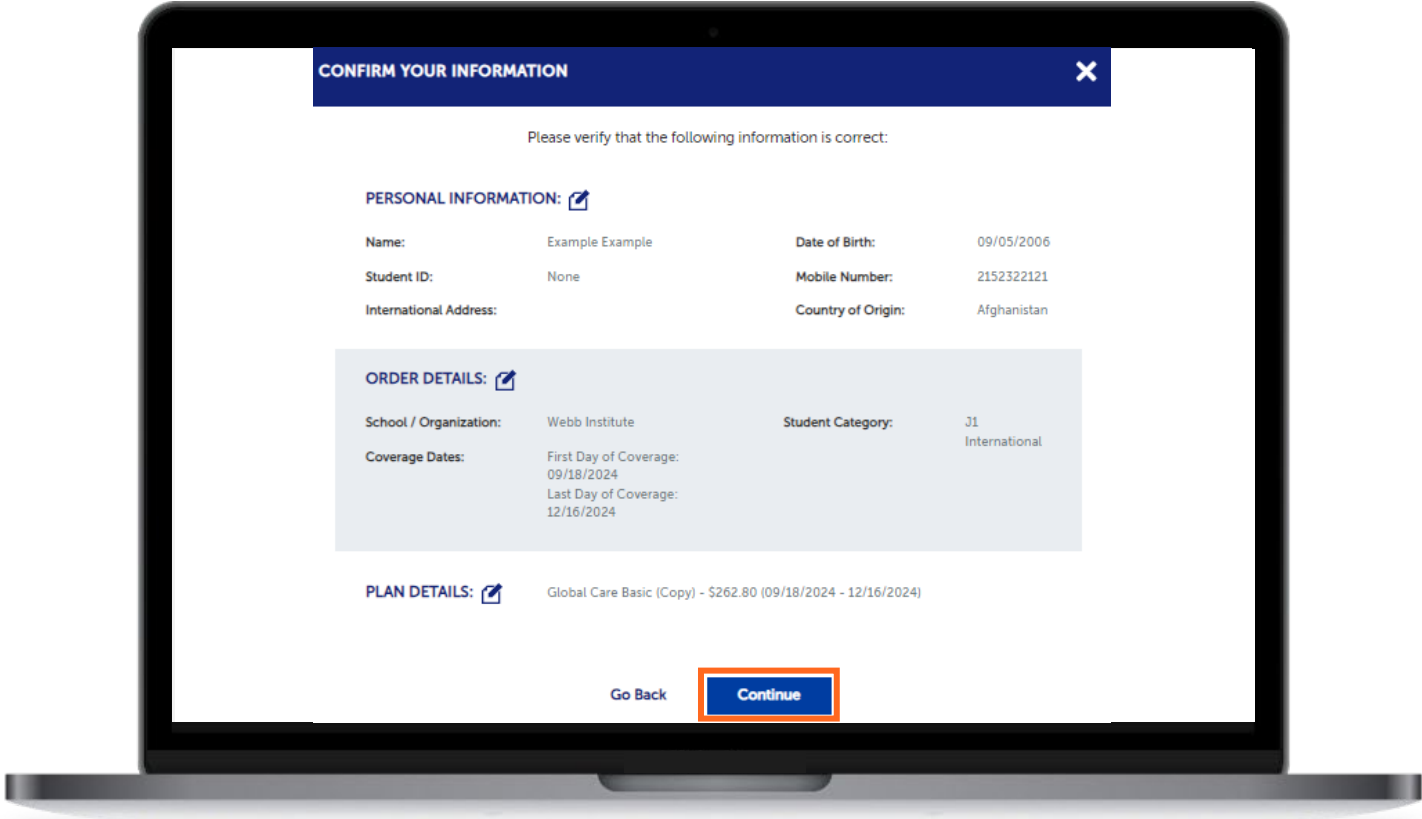 CONFIRM YOUR INFORMATION
Please verify that the following information is correct:
PERSONAL INFORMATION:
Name: Example Example Date of Birth: 09/05/2006
Student ID: None Mobile Number: 2152322121
International Address: Country of Origin: Afghanistan
ORDER DETAILS:
School / Organization: Webb Institute Student Category: J1
International
Coverage Dates: First Day of Coverage:
09/18/2024
Last Day of Coverage:
12/16/2024
PLAN DETAILS: Global Care Basic (Copy) - $262.80 (09/18/2024 - 12/16/2024)
Go Back Continue